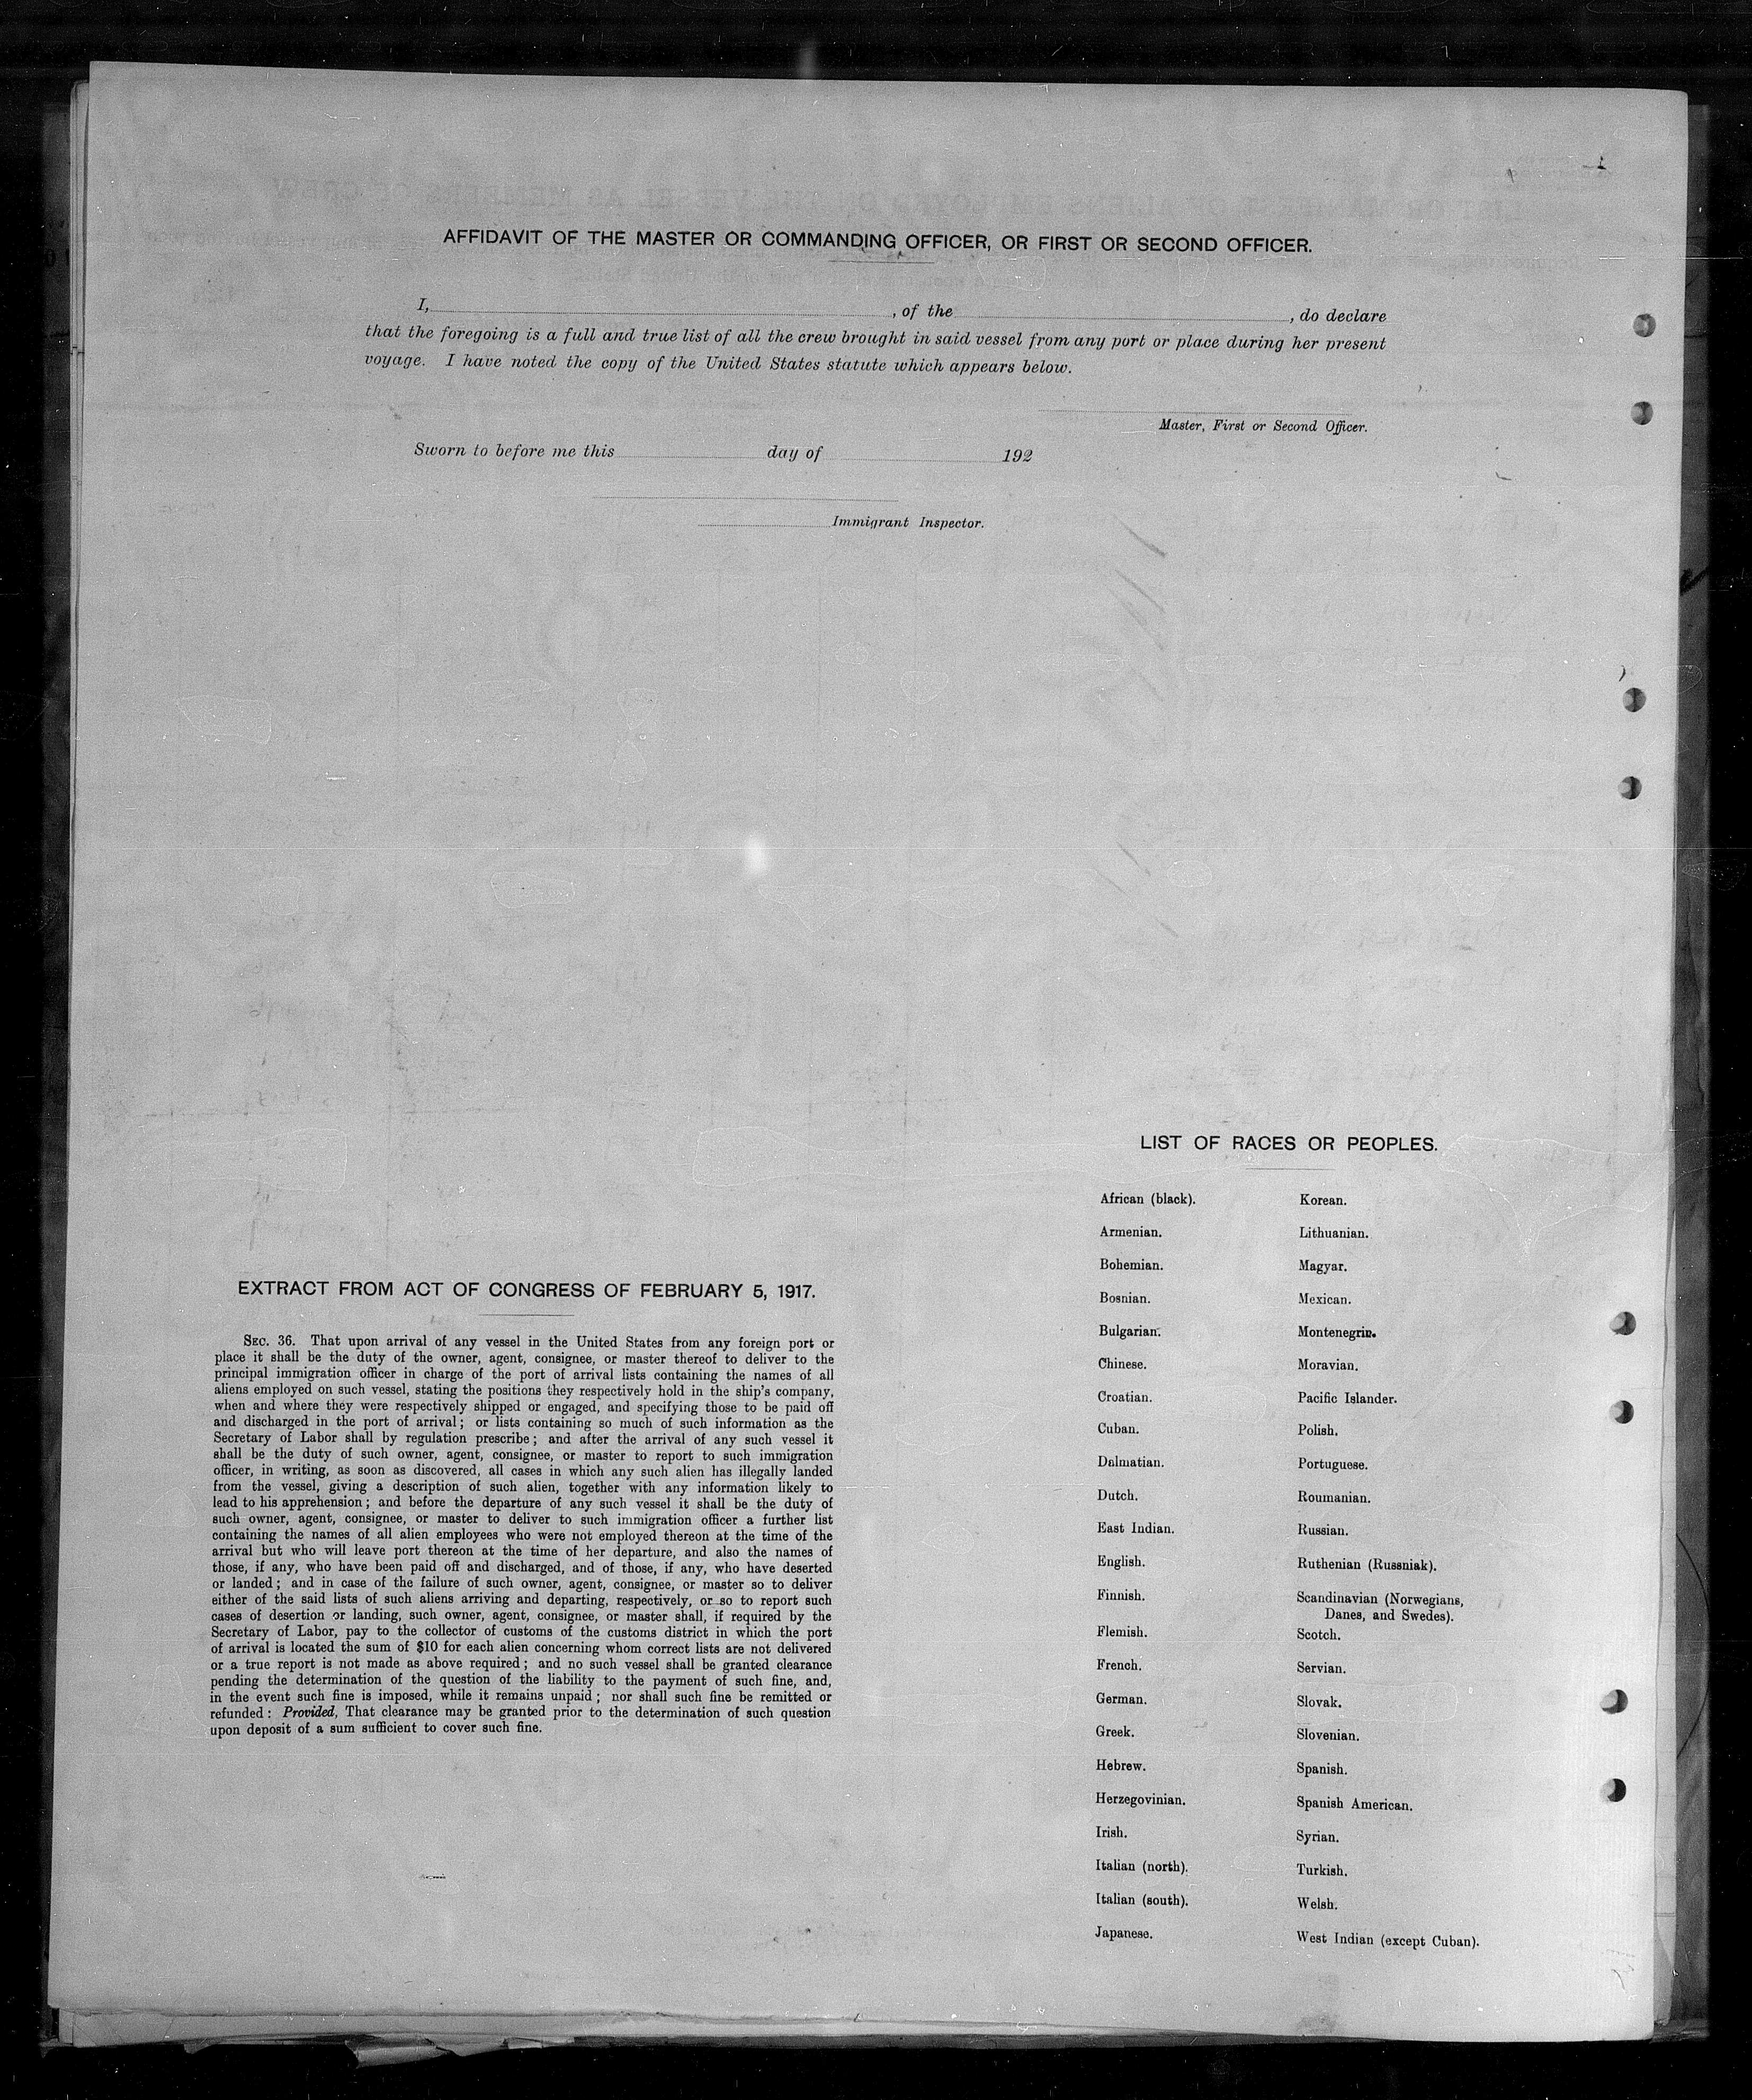 AFFIDAVIT OF THE MASTER OR COMMANDING OFFICER, OR FIRST OR SECOND OFFICER.
I, , of the , do declare
that the foregoing is a full and true list of all the crew brought in said vessel from any port or place during her present
voyage. I have noted the copy of the United States statute which appears below.
Master, First or Second Officer.
Sworn to before me this day of 192
Immigrant Inspector.
EXTRACT FROM ACT OF CONGRESS OF FEBRUARY 5, 1917.
SEC. 36. That upon arrival of any vessel in the United States from any foreign port or
place it shall be the duty of the owner, agent, consignee, or master thereof to deliver to the
principal immigration officer in charge of the port of arrival lists containing the names of all
aliens employed on such vessel, stating the positions they respectively hold in the ship's company,
when and where they were respectively shipped or engaged, and specifying those to be paid off
and discharged in the port of arrival; or lists containing so much of such information as the
Secretary of Labor shall by regulation prescribe; and after the arrival of any such vessel it
shall be the duty of such owner, agent, consignee, or master to report to such immigration
officer, in writing, as soon as discovered, all cases in which any such alien has illegally landed
from the vessel, giving a description of such alien, together with any information likely to
lead to his apprehension; and before the departure of any such vessel it shall be the duty of
such owner, agent, consignee, or master to deliver to such immigration officer a further list
containing the names of all alien employees who were not employed thereon at the time of the
arrival but who will leave port thereon at the time of her departure, and also the names of
those, if any, who have been paid off and discharged, and of those, if any, who have deserted
or landed; and in case of the failure of such owner, agent, consignee, or master so to deliver
either of the said lists of such aliens arriving and departing, respectively, or so to report such
cases of desertion or landing, such owner, agent, consignee, or master shall, if required by the
Secretary of Labor, pay to the collector of customs of the customs district in which the port
of arrival is located the sum of $10 for each alien concerning whom correct lists are not delivered
or a true report is not made as above required; and no such vessel shall be granted clearance
pending the determination of the question of the liability to the payment of such fine, and,
in the event such fine is imposed, while it remains unpaid; nor shall such fine be remitted or
refunded: Provided, That clearance may be granted prior to the determination of such question
upon deposit of a sum sufficient to cover such fine.
LIST OF RACES OR PEOPLES.
African (black).
Armenian.
Bohemian.
Bosnian.
Bulgarian.
Chinese.
Croatian.
Cuban.
Dalmatian.
Dutch.
East Indian.
English.
Finnish.
Flemish.
French.
German.
Greek.
Hebrew.
Herzegovinian.
Irish.
Italian (north).
Italian (south).
Japanese.
Korean.
Lithuanian.
Magyar.
Mexican.
Montenegrin.
Moravian.
Pacific Islander.
Polish.
Portuguese.
Roumanian.
Russian.
Ruthenian (Russniak).
Scandinavian (Norwegians,
Danes, and Swedes).
Scotch.
Servian.
Slovak.
Slovenian.
Spanish.
Spanish American.
Syrian.
Turkish.
Welsh.
West Indian (except Cuban).